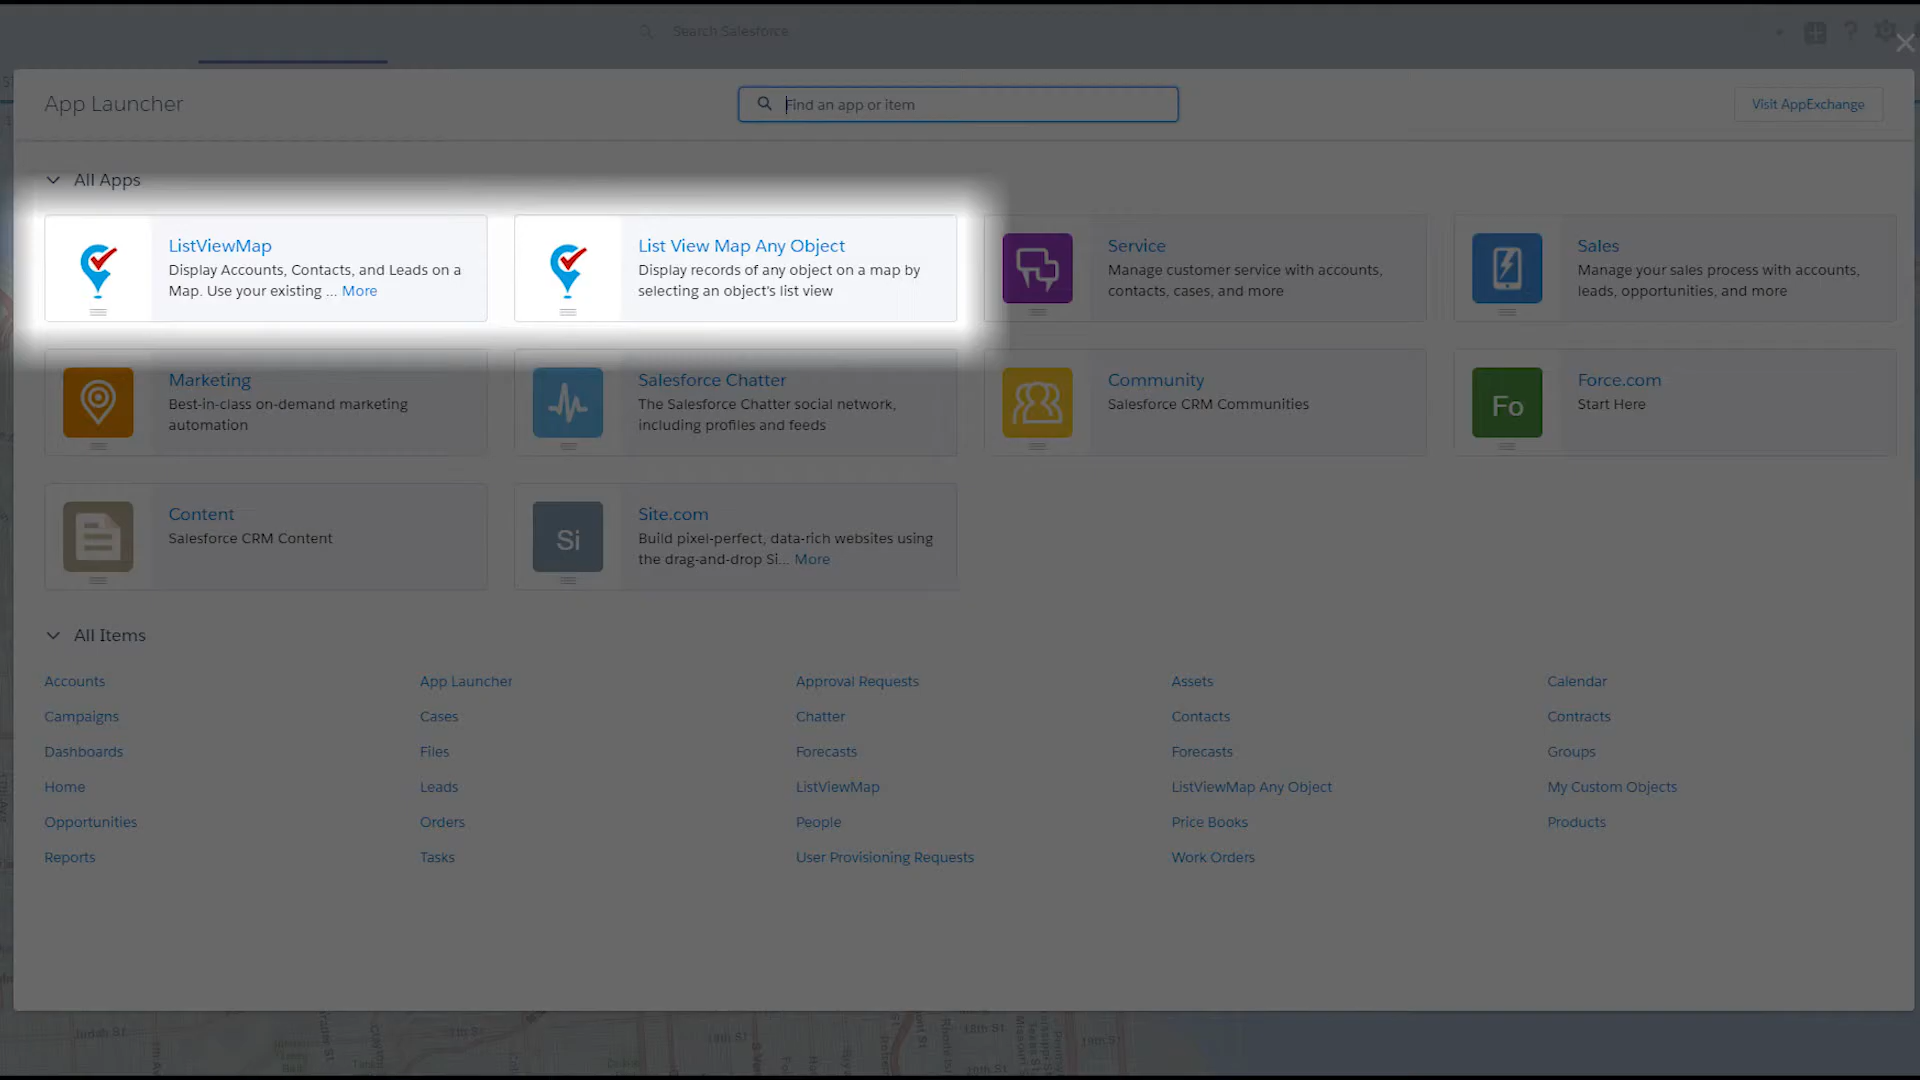 Search Salesforce
App Launcher
Find an app or item
Visit AppExchange
All Apps
ListViewMap
Display Accounts, Contacts, and Leads on a
Map. Use your existing ... More
List View Map Any Object
Display records of any object on a map by
selecting an object's list view
Service
Manage customer service with accounts,
contacts, cases, and more
Sales
Manage your sales process with accounts,
leads, opportunities, and more
Marketing
Best-in-class on-demand marketing
automation
Salesforce Chatter
The Salesforce Chatter social network,
including profiles and feeds
Community
Salesforce CRM Communities
Fo
Force.com
Start Here
Content
Salesforce CRM Content
Si
Site.com
Build pixel-perfect, data-rich websites using
the drag-and-drop Si... More
All Items
Accounts
App Launcher
Approval Requests
Assets
Calendar
Campaigns
Cases
Chatter
Contacts
Contracts
Dashboards
Files
Forecasts
Forecasts
Groups
Home
Leads
ListViewMap
ListViewMap Any Object
My Custom Objects
Opportunities
Orders
People
Price Books
Products
Reports
Tasks
User Provisioning Requests
Work Orders
Judah St
18th St
19th St